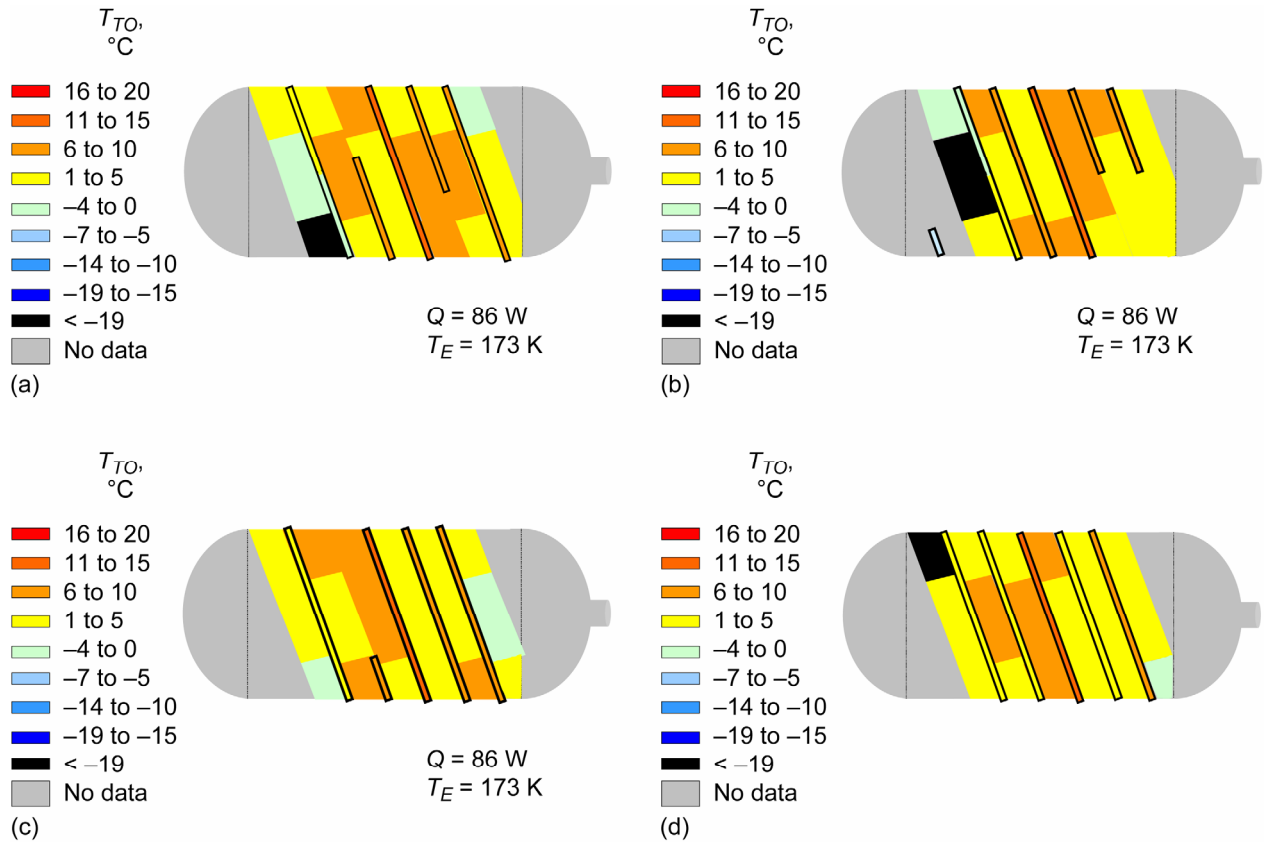 T_TO,
°C
16 to 20
11 to 15
6 to 10
1 to 5
–4 to 0
–7 to –5
–14 to –10
–19 to –15
< –19
No data
Q = 86 W
T_E = 173 K
(a)
T_TO,
°C
16 to 20
11 to 15
6 to 10
1 to 5
–4 to 0
–7 to –5
–14 to –10
–19 to –15
< –19
No data
Q = 86 W
T_E = 173 K
(b)
T_TO,
°C
16 to 20
11 to 15
6 to 10
1 to 5
–4 to 0
–7 to –5
–14 to –10
–19 to –15
< –19
No data
Q = 86 W
T_E = 173 K
(c)
T_TO,
°C
16 to 20
11 to 15
6 to 10
1 to 5
–4 to 0
–7 to –5
–14 to –10
–19 to –15
< –19
No data
(d)